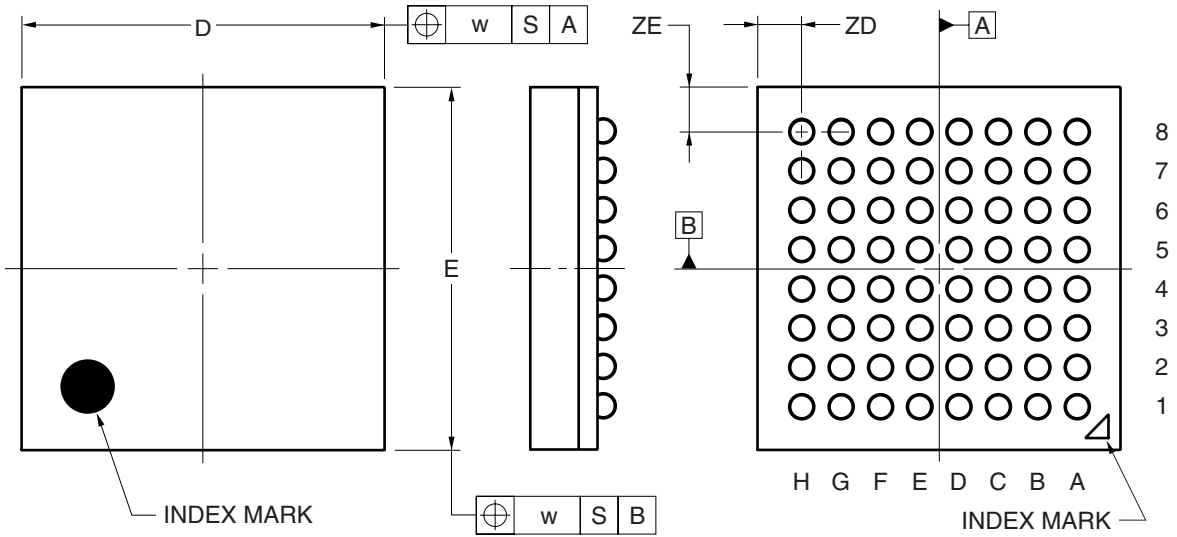 D
⌖ w S A
ZE
ZD
A
B
E
8
7
6
5
4
3
2
1
H G F E D C B A
INDEX MARK
⌖ w S B
INDEX MARK